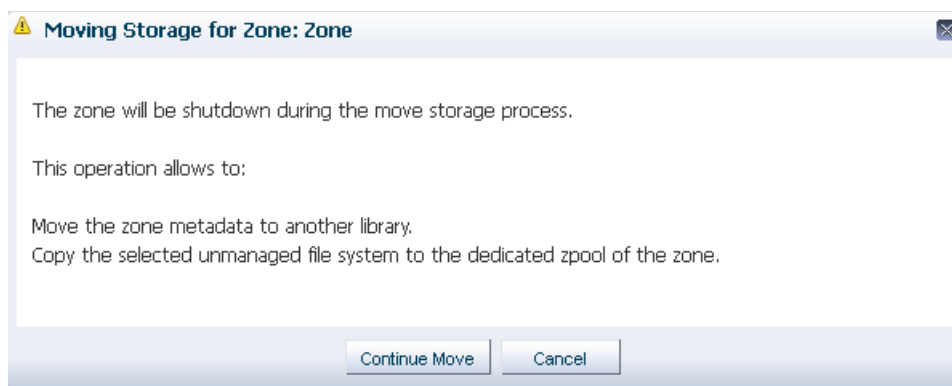 Moving Storage for Zone: Zone
The zone will be shutdown during the move storage process.
This operation allows to:
Move the zone metadata to another library.
Copy the selected unmanaged file system to the dedicated zpool of the zone.
Continue Move
Cancel